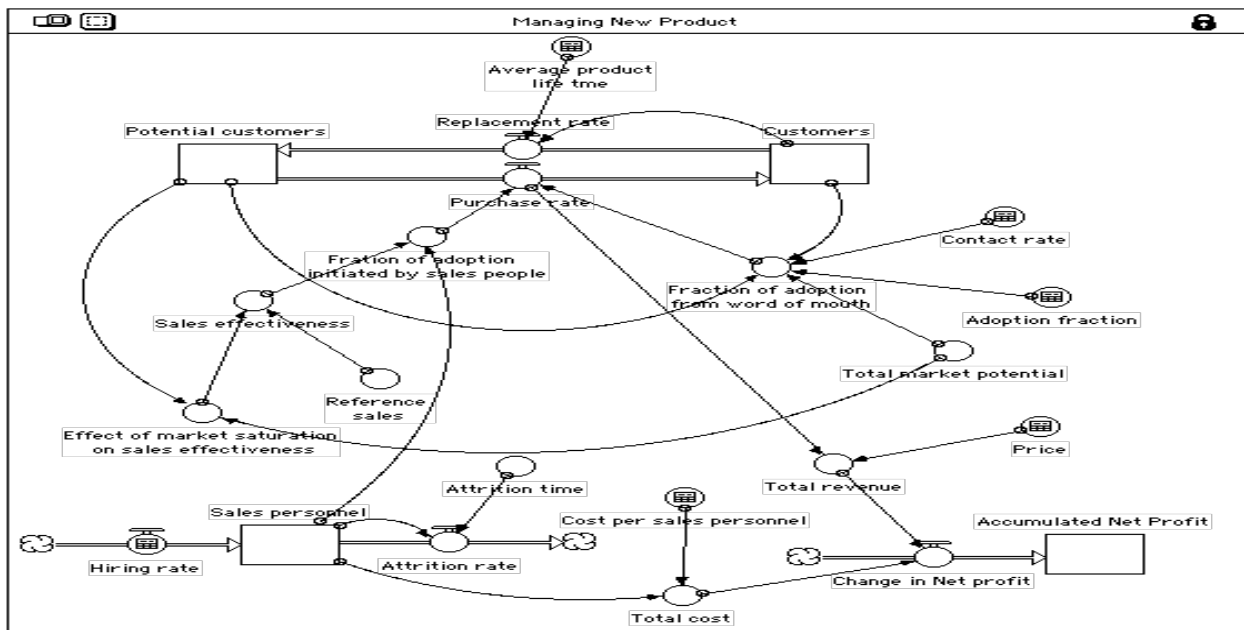 Managing New Product
Average product
life tme
Replacement rate
Potential customers
Customers
Purchase rate
Contact rate
Fration of adoption
initiated by sales people
Fraction of adoption
from word of mouth
Sales effectiveness
Adoption fraction
Total market potential
Reference
sales
Effect of market saturation
on sales effectiveness
Price
Attrition time
Total revenue
Sales personnel
Cost per sales personnel
Accumulated Net Profit
Hiring rate
Attrition rate
Change in Net profit
Total cost